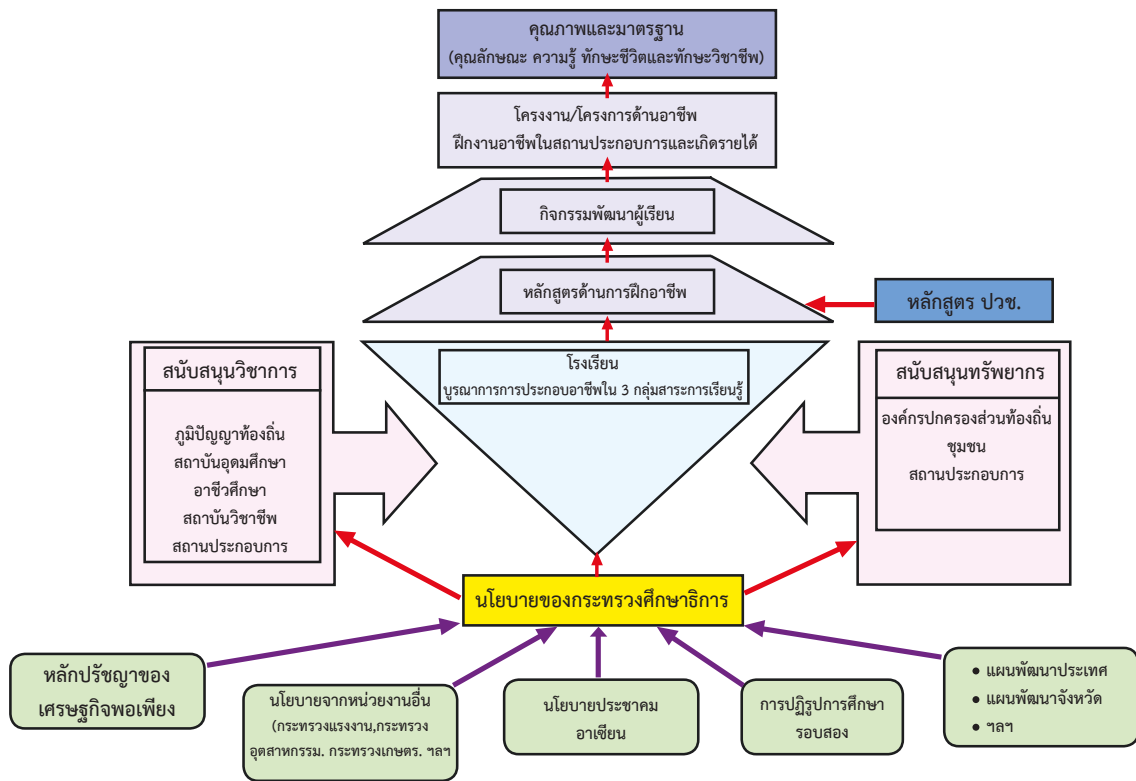 คุณภาพและมาตรฐาน
(คุณลักษณะ ความรู้ ทักษะชีวิตและทักษะวิชาชีพ)
โครงงาน/โครงการด้านอาชีพ
ฝึกงานอาชีพในสถานประกอบการและเกิดรายได้
กิจกรรมพัฒนาผู้เรียน
หลักสูตรด้านการฝึกอาชีพ
หลักสูตร ปวช.
โรงเรียน
บูรณาการการประกอบอาชีพใน 3 กลุ่มสาระการเรียนรู้
สนับสนุนวิชาการ
ภูมิปัญญาท้องถิ่น
สถาบันอุดมศึกษา
อาชีวศึกษา
สถาบันวิชาชีพ
สถานประกอบการ
สนับสนุนทรัพยากร
องค์กรปกครองส่วนท้องถิ่น
ชุมชน
สถานประกอบการ
นโยบายของกระทรวงศึกษาธิการ
หลักปรัชญาของ
เศรษฐกิจพอเพียง
นโยบายจากหน่วยงานอื่น
(กระทรวงแรงงาน,กระทรวง
อุตสาหกรรม. กระทรวงเกษตร. ฯลฯ
นโยบายประชาคม
อาเซียน
การปฏิรูปการศึกษา
รอบสอง
● แผนพัฒนาประเทศ
● แผนพัฒนาจังหวัด
● ฯลฯ